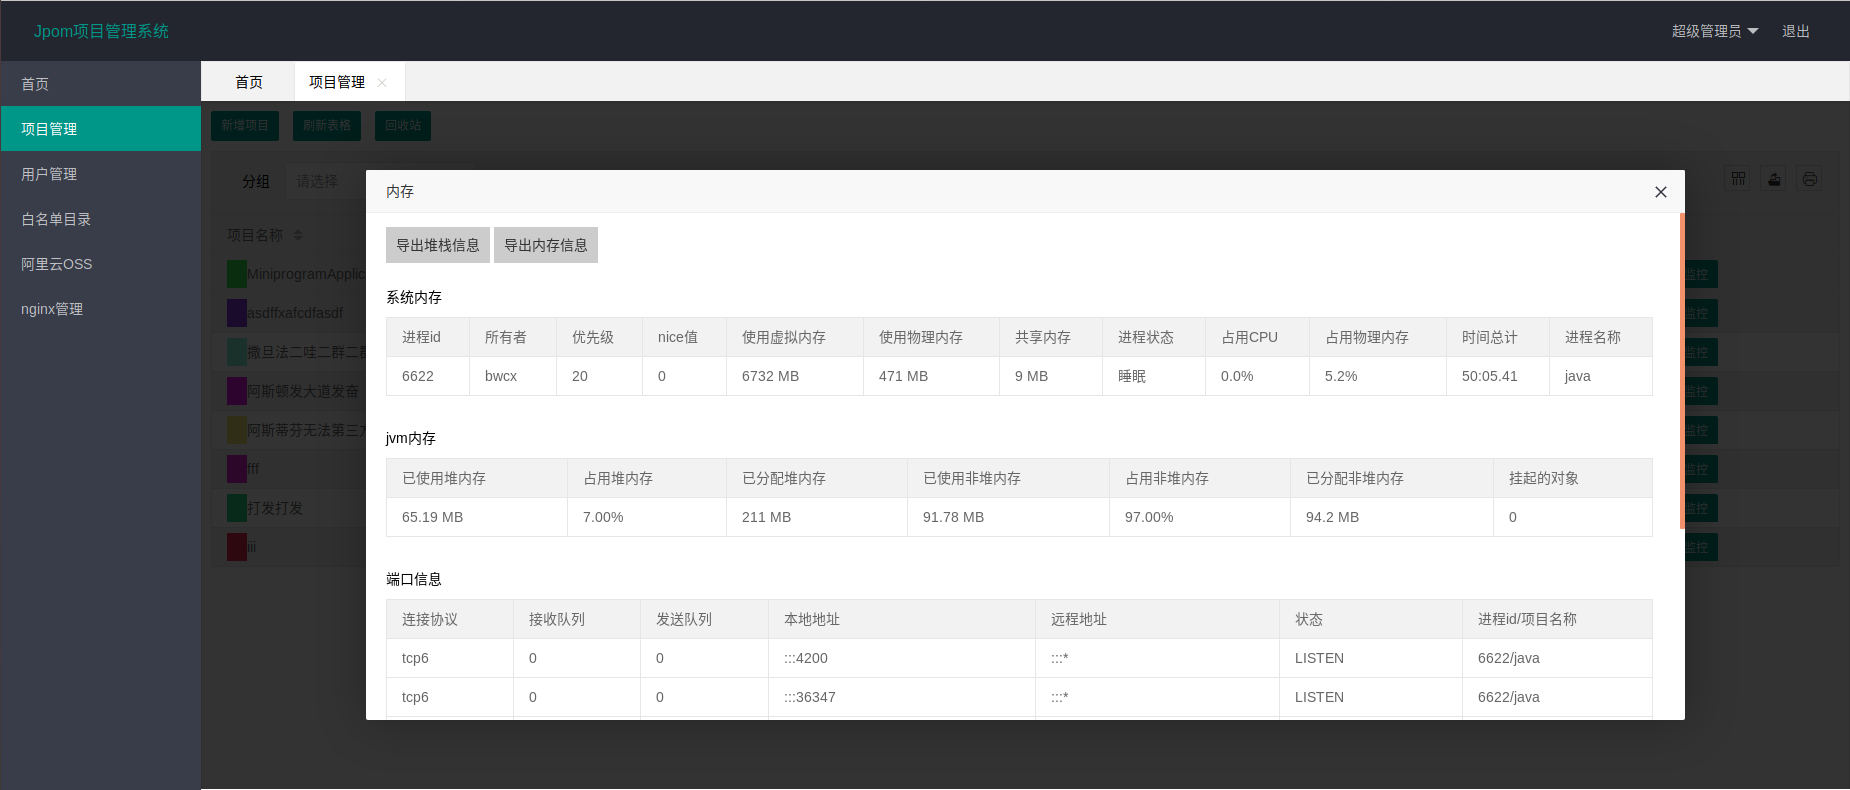 Jpom项目管理系统 超级管理员 退出
首页 首页 项目管理
项目管理
用户管理
白名单目录
阿里云OSS
nginx管理
新增项目 刷新表格 回收站
分组 请选择
项目名称
MiniprogramApplic 监控
asdffxafcdfasdf 监控
撒旦法二哇二群二群 监控
阿斯顿发大道发奋 监控
阿斯蒂芬无法第三方 监控
fff 监控
打发打发 监控
iii 监控
内存
导出堆栈信息 导出内存信息
系统内存
进程id 所有者 优先级 nice值 使用虚拟内存 使用物理内存 共享内存 进程状态 占用CPU 占用物理内存 时间总计 进程名称
6622 bwcx 20 0 6732 MB 471 MB 9 MB 睡眠 0.0% 5.2% 50:05.41 java
jvm内存
已使用堆内存 占用堆内存 已分配堆内存 已使用非堆内存 占用非堆内存 已分配非堆内存 挂起的对象
65.19 MB 7.00% 211 MB 91.78 MB 97.00% 94.2 MB 0
端口信息
连接协议 接收队列 发送队列 本地地址 远程地址 状态 进程id/项目名称
tcp6 0 0 :::4200 :::* LISTEN 6622/java
tcp6 0 0 :::36347 :::* LISTEN 6622/java